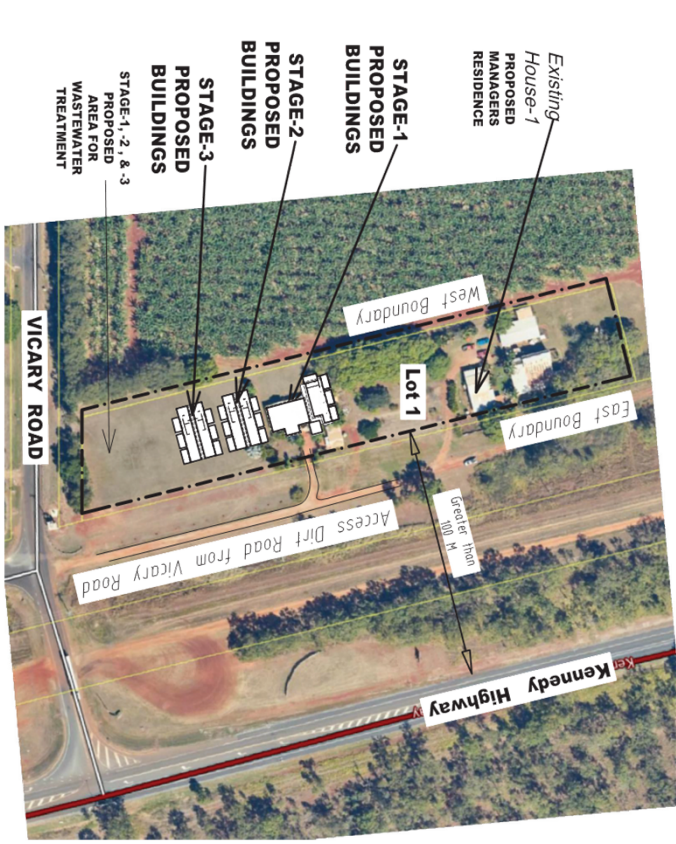 Existing
House-1
PROPOSED
MANAGERS
RESIDENCE
STAGE-1
PROPOSED
BUILDINGS
STAGE-2
PROPOSED
BUILDINGS
STAGE-3
PROPOSED
BUILDINGS
STAGE-1, -2 , & -3
PROPOSED
AREA FOR
WASTEWATER
TREATMENT
West Boundary
Lot 1
East Boundary
Greater than
100 M
Access Dirt Road from Vicary Road
VICARY ROAD
Kennedy Highway
Ker
y